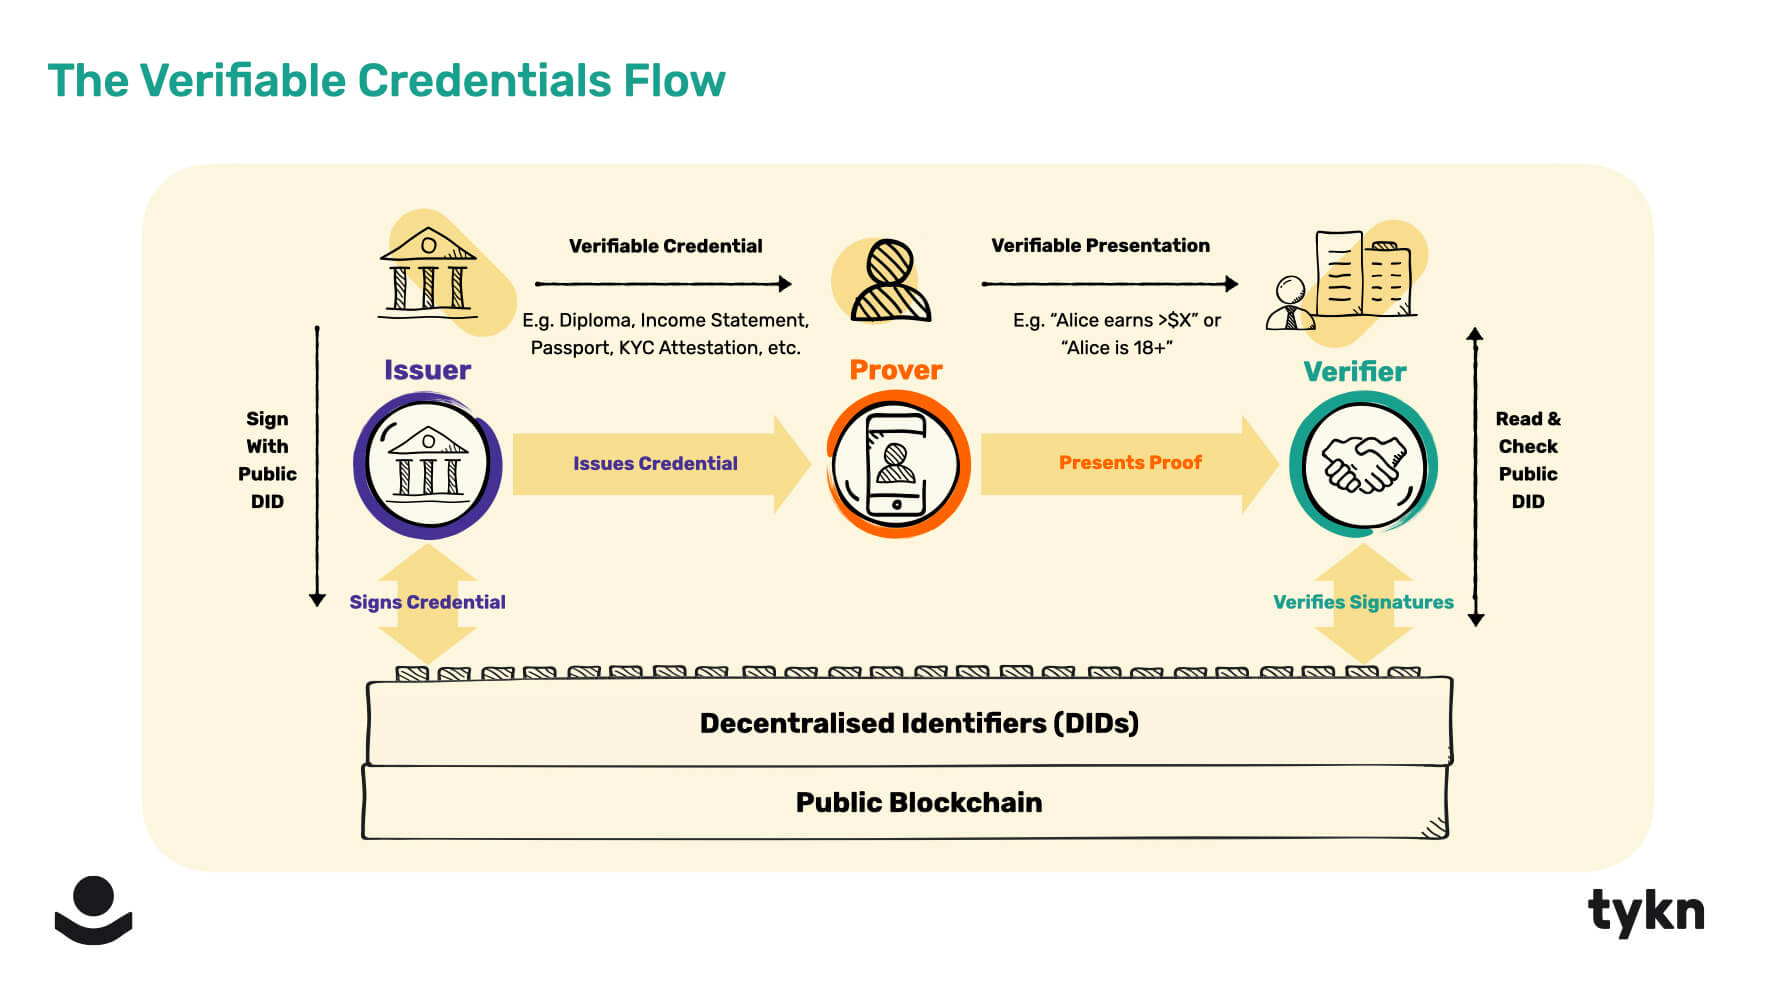 The Verifiable Credentials Flow
Verifiable Credential
E.g. Diploma, Income Statement,
Passport, KYC Attestation, etc.
Verifiable Presentation
E.g. “Alice earns >$X” or
“Alice is 18+”
Issuer
Prover
Verifier
Sign
With
Public
DID
Issues Credential
Presents Proof
Read &
Check
Public
DID
Signs Credential
Verifies Signatures
Decentralised Identifiers (DIDs)
Public Blockchain
tykn